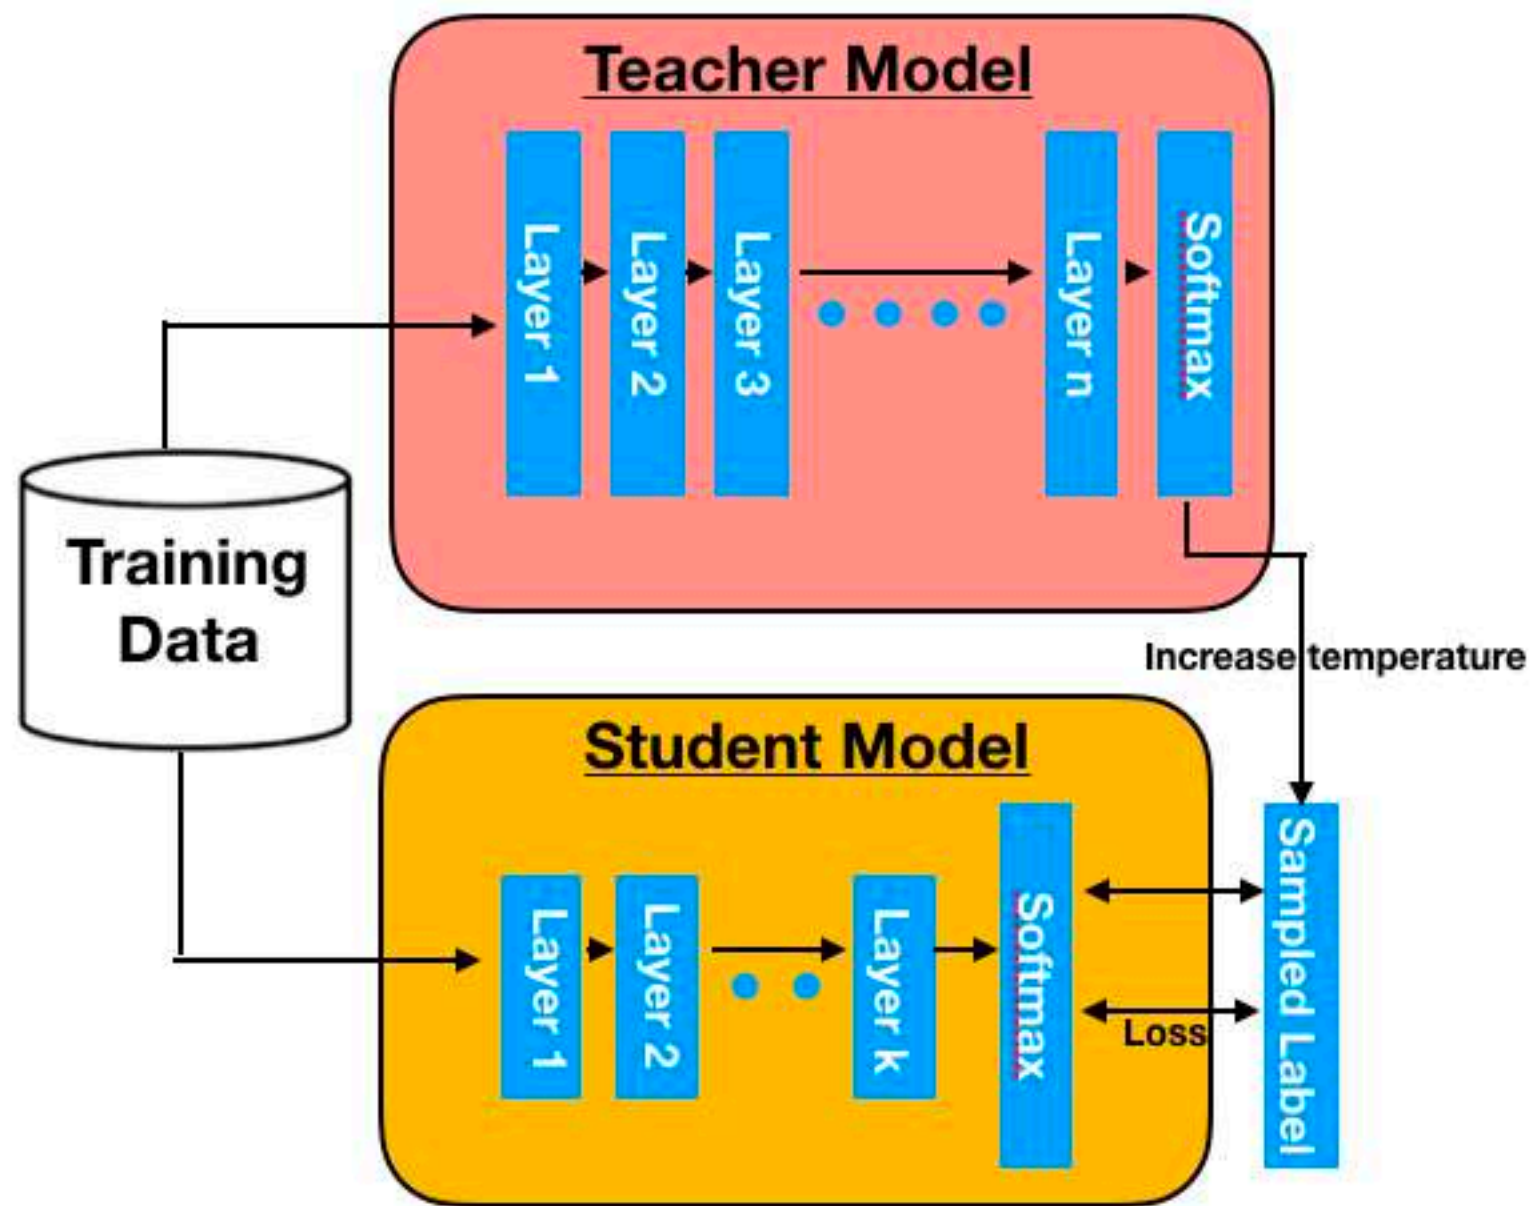 Teacher Model
Layer 1
Layer 2
Layer 3
Layer n
Softmax
Training
Data
Increase temperature
Student Model
Layer 1
Layer 2
Layer k
Softmax
Loss
Sampled Label